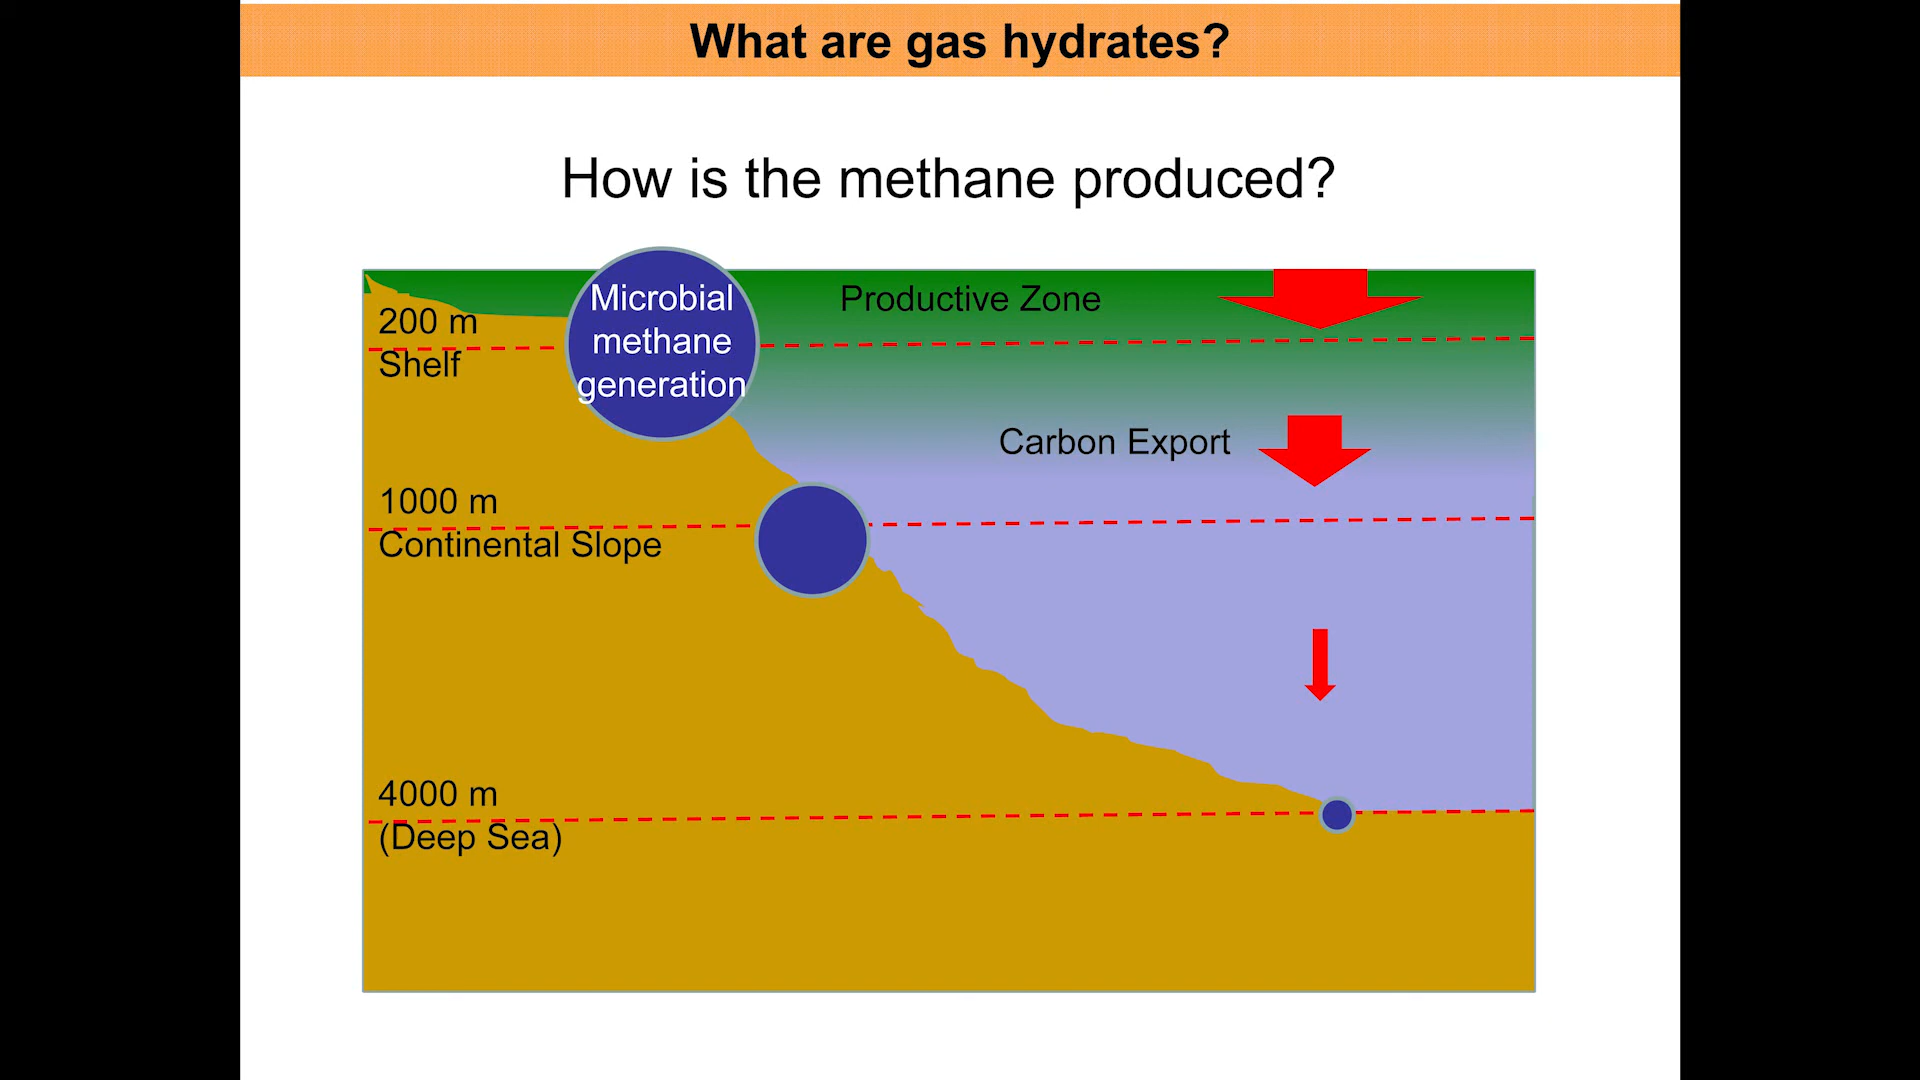 What are gas hydrates?
How is the methane produced?
Microbial
methane
generation
Productive Zone
200 m
Shelf
Carbon Export
1000 m
Continental Slope
4000 m
(Deep Sea)